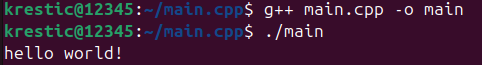 krestic@12345:~/main.cpp$ g++ main.cpp -o main
krestic@12345:~/main.cpp$ ./main
hello world!